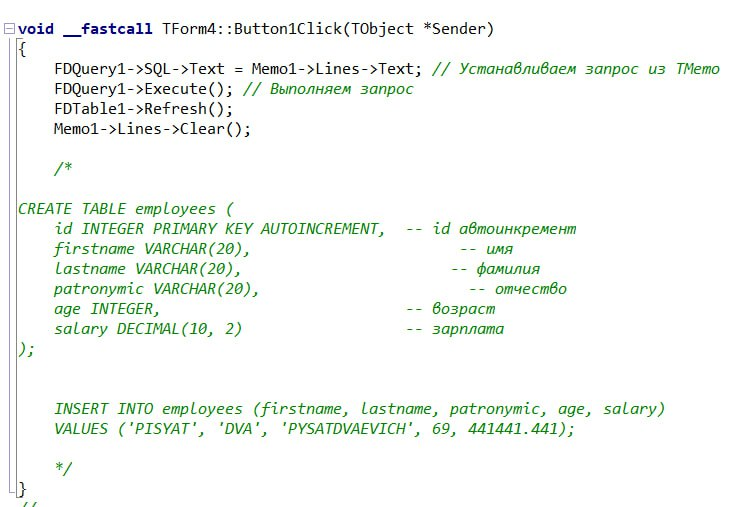 void __fastcall TForm4::Button1Click(TObject *Sender)
{
FDQuery1->SQL->Text = Memo1->Lines->Text; // Устанавливаем запрос из TMemo
FDQuery1->Execute(); // Выполняем запрос
FDTable1->Refresh();
Memo1->Lines->Clear();
/*
CREATE TABLE employees (
id INTEGER PRIMARY KEY AUTOINCREMENT, -- id автоинкремент
firstname VARCHAR(20), -- имя
lastname VARCHAR(20), -- фамилия
patronymic VARCHAR(20), -- отчество
age INTEGER, -- возраст
salary DECIMAL(10, 2) -- зарплата
);
INSERT INTO employees (firstname, lastname, patronymic, age, salary)
VALUES ('PISYAT', 'DVA', 'PYSATDVAEVICH', 69, 441441.441);
*/
}
//